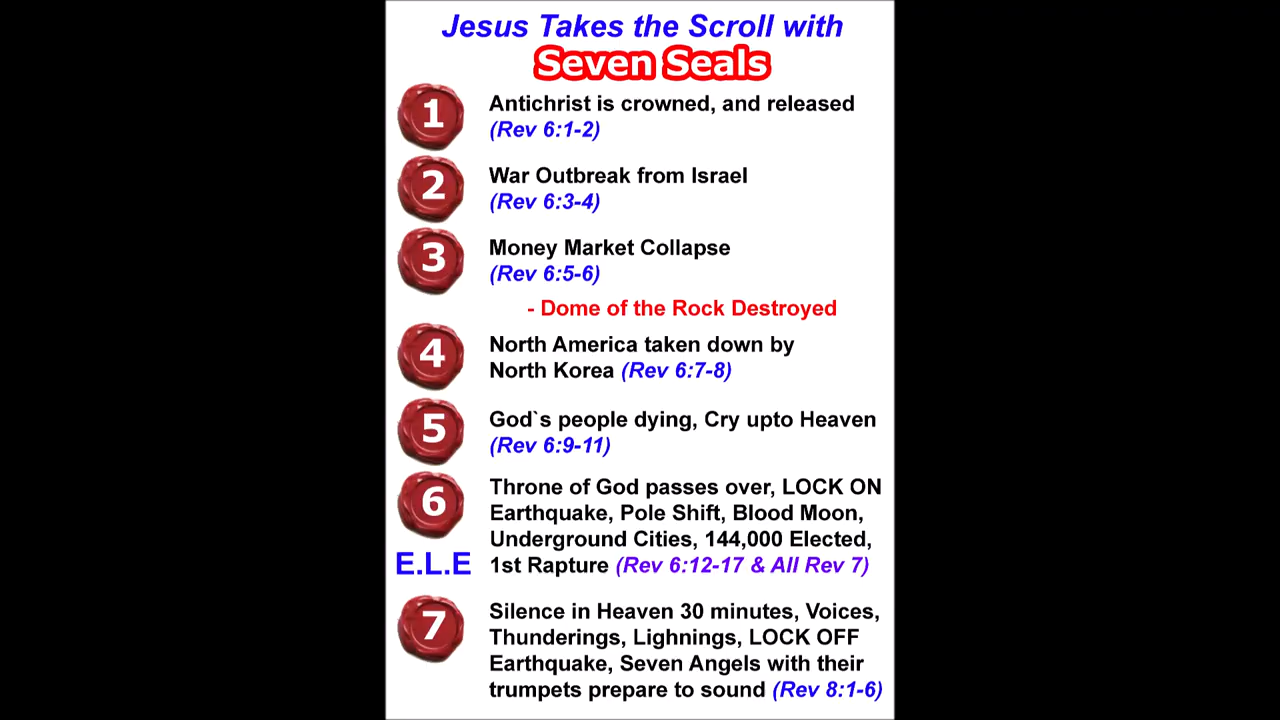 Jesus Takes the Scroll with
Seven Seals
1
Antichrist is crowned, and released
(Rev 6:1-2)
2
War Outbreak from Israel
(Rev 6:3-4)
3
Money Market Collapse
(Rev 6:5-6)
- Dome of the Rock Destroyed
4
North America taken down by
North Korea (Rev 6:7-8)
5
God`s people dying, Cry upto Heaven
(Rev 6:9-11)
6
E.L.E
Throne of God passes over, LOCK ON
Earthquake, Pole Shift, Blood Moon,
Underground Cities, 144,000 Elected,
1st Rapture (Rev 6:12-17 & All Rev 7)
7
Silence in Heaven 30 minutes, Voices,
Thunderings, Lighnings, LOCK OFF
Earthquake, Seven Angels with their
trumpets prepare to sound (Rev 8:1-6)